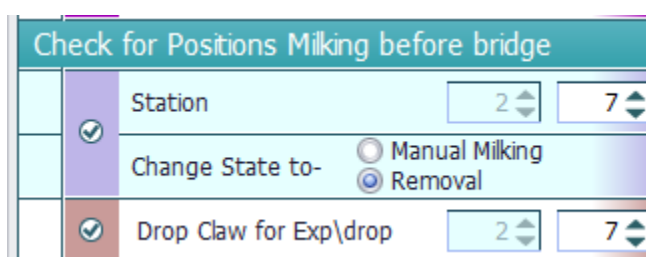 Check for Positions Milking before bridge
Station 2 7
Manual Milking
Change State to-
Removal
Drop Claw for Exp\drop 2 7